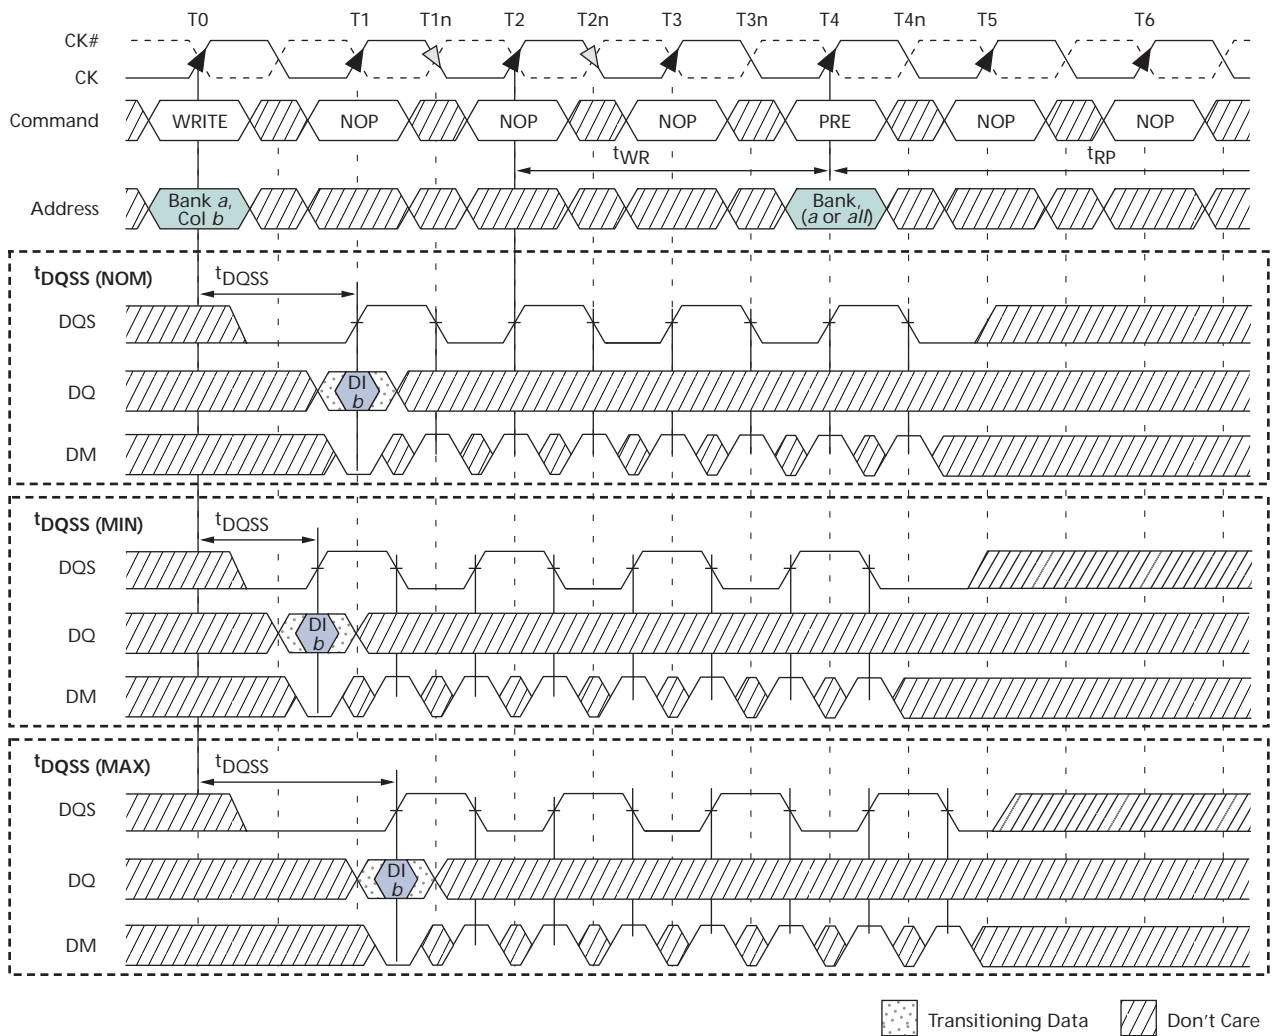 T0 T1 T1n T2 T2n T3 T3n T4 T4n T5 T6
CK#
CK
Command WRITE NOP NOP NOP PRE NOP NOP
tWR tRP
Address Bank a, Col b Bank, (a or all)
tDQSS (NOM) tDQSS
DQS
DQ DI b
DM
tDQSS (MIN) tDQSS
DQS
DQ DI b
DM
tDQSS (MAX) tDQSS
DQS
DQ DI b
DM
Transitioning Data Don't Care